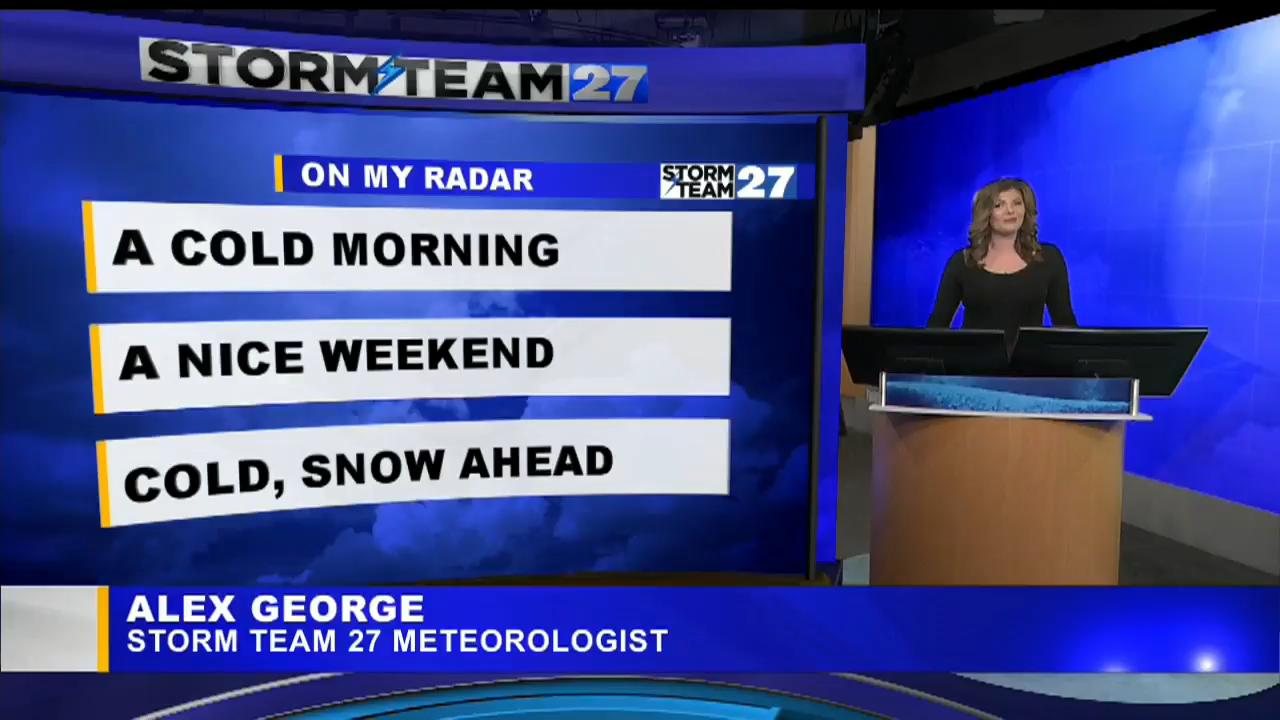 STORM TEAM 27
ON MY RADAR
STORM
TEAM 27
A COLD MORNING
A NICE WEEKEND
COLD, SNOW AHEAD
ALEX GEORGE
STORM TEAM 27 METEOROLOGIST